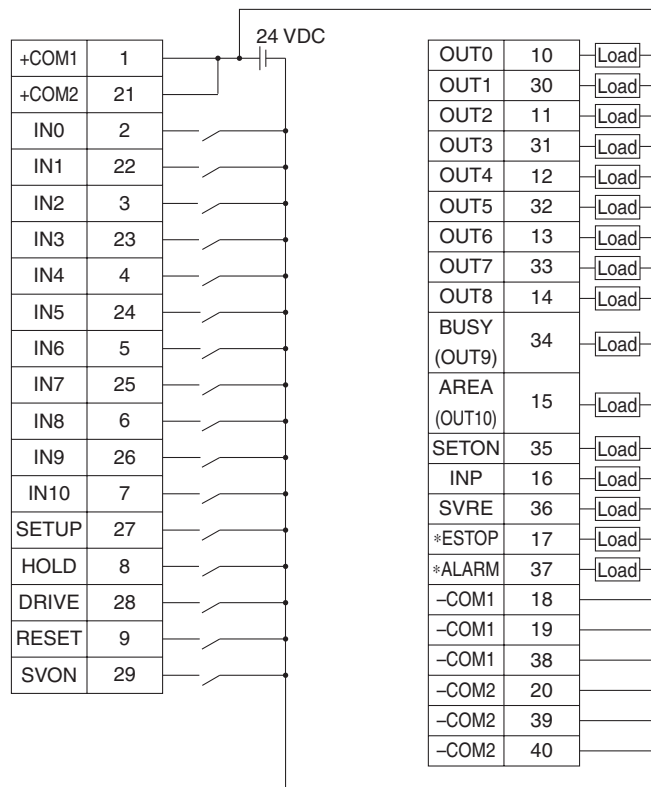 24 VDC
+COM1 1
+COM2 21
IN0 2
IN1 22
IN2 3
IN3 23
IN4 4
IN5 24
IN6 5
IN7 25
IN8 6
IN9 26
IN10 7
SETUP 27
HOLD 8
DRIVE 28
RESET 9
SVON 29
OUT0 10 Load
OUT1 30 Load
OUT2 11 Load
OUT3 31 Load
OUT4 12 Load
OUT5 32 Load
OUT6 13 Load
OUT7 33 Load
OUT8 14 Load
BUSY
(OUT9) 34 Load
AREA
(OUT10) 15 Load
SETON 35 Load
INP 16 Load
SVRE 36 Load
*ESTOP 17 Load
*ALARM 37 Load
–COM1 18
–COM1 19
–COM1 38
–COM2 20
–COM2 39
–COM2 40